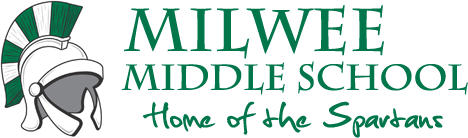 MILWEE
MIDDLE SCHOOL
Home of the Spartans